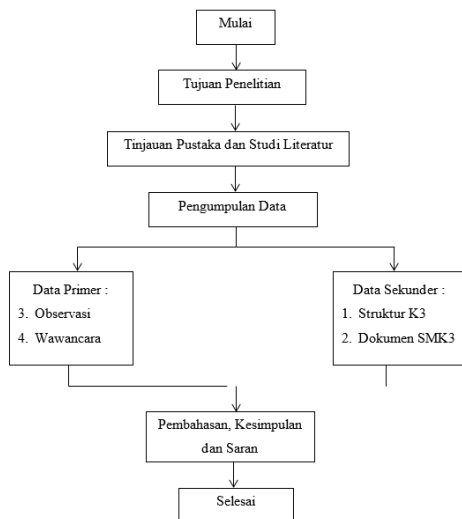 Mulai
Tujuan Penelitian
Tinjauan Pustaka dan Studi Literatur
Pengumpulan Data
Data Primer :
3. Observasi
4. Wawancara
Data Sekunder :
1. Struktur K3
2. Dokumen SMK3
Pembahasan, Kesimpulan
dan Saran
Selesai